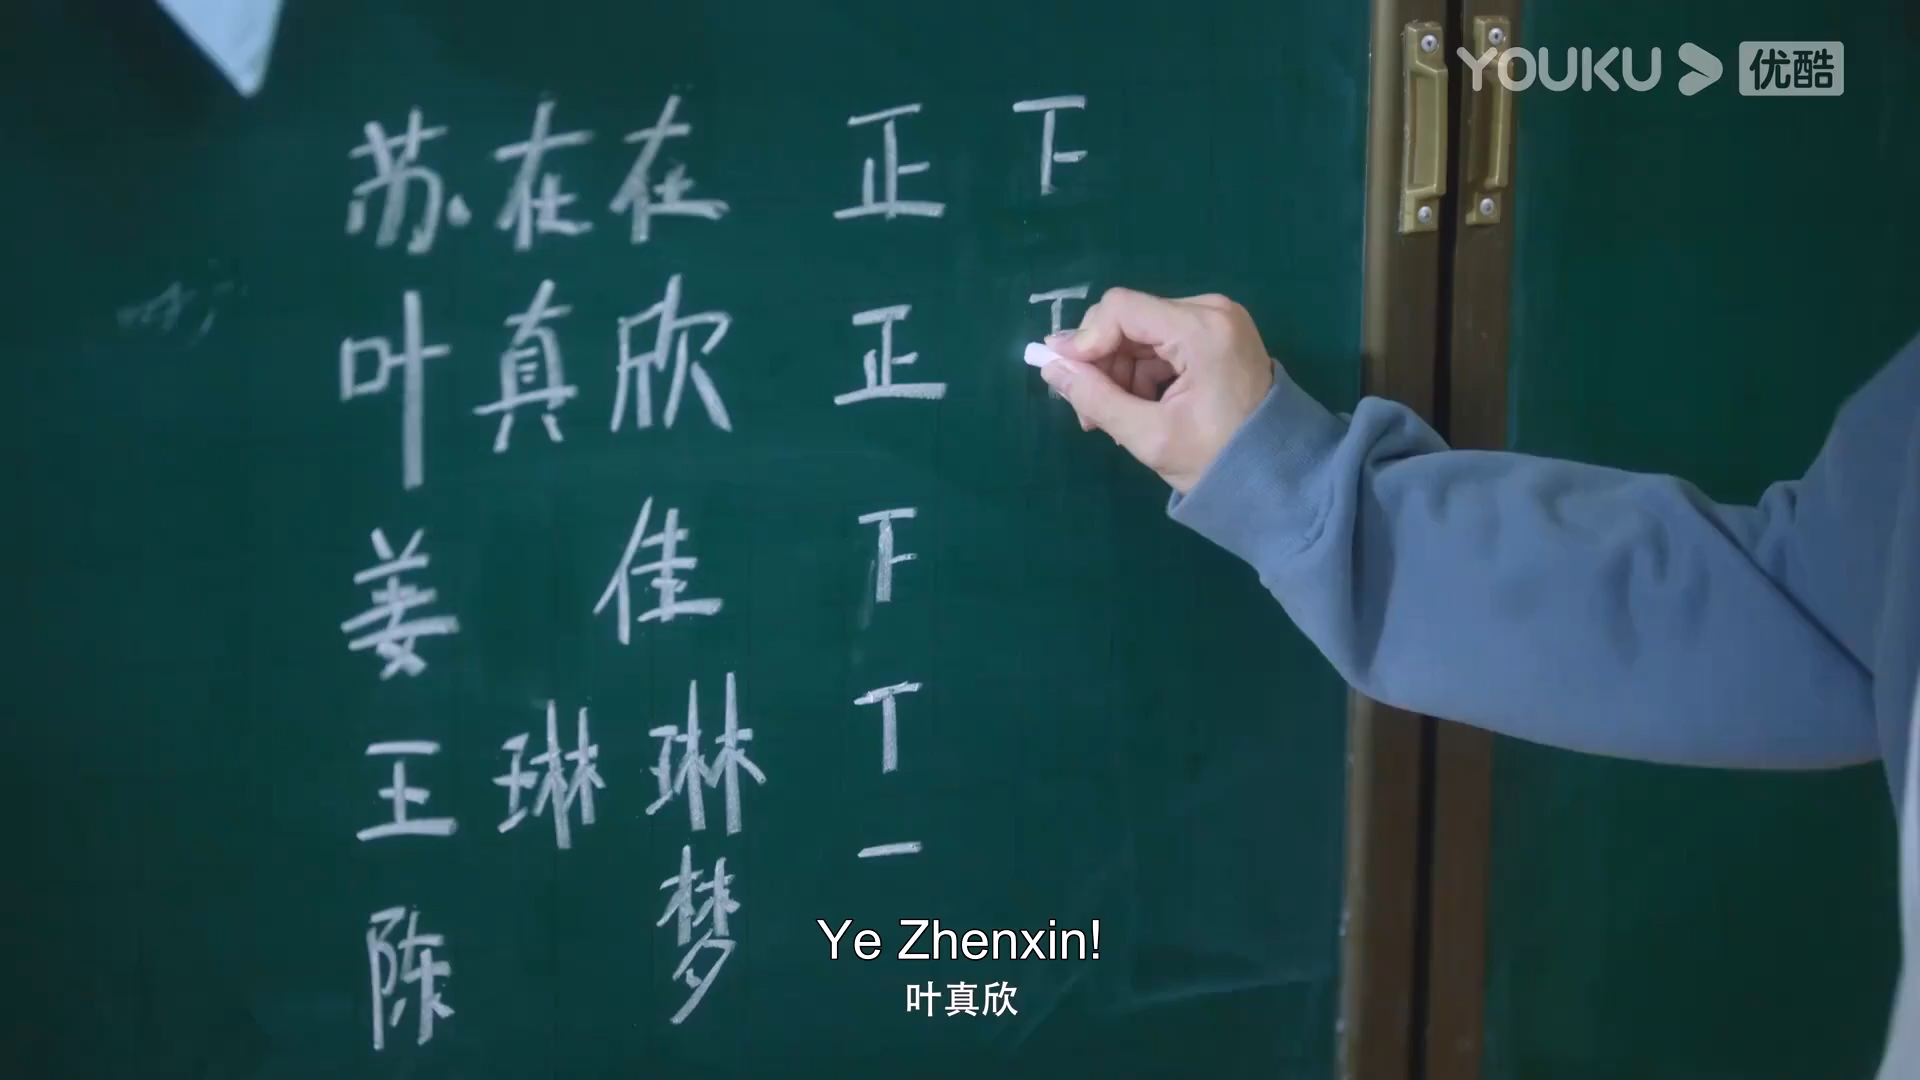 YOUKU 优酷
苏在在 正 下
叶真欣 正
姜 佳 下
王琳琳 丅
陈 梦 一
Ye Zhenxin!
叶真欣